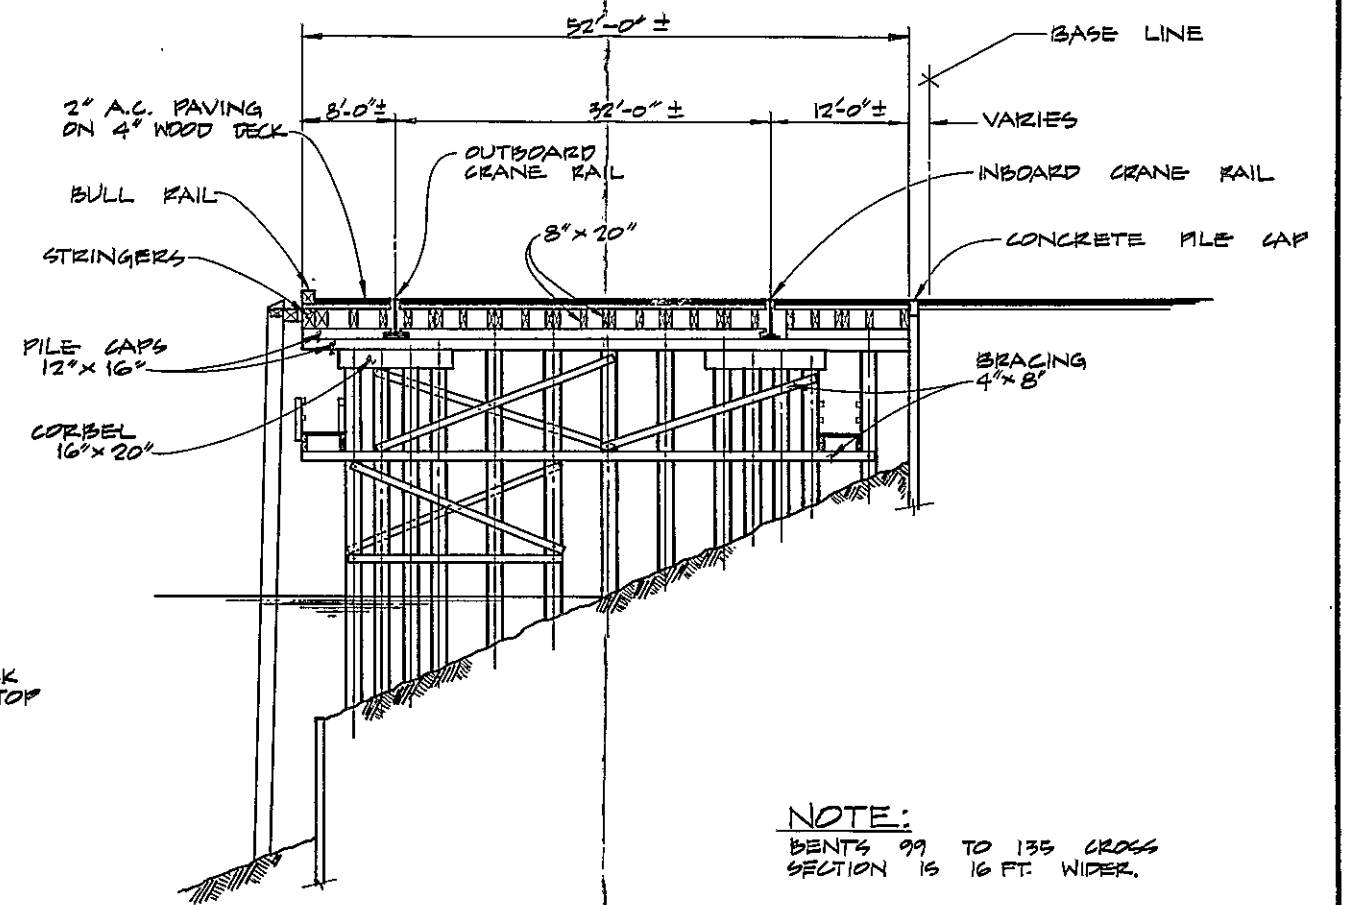 52'-0" ±
BASE LINE
2" A.C. PAVING
ON 4" WOOD DECK
8'-0"±
32'-0" ±
12'-0"±
VARIES
OUTBOARD
CRANE RAIL
INBOARD CRANE RAIL
BULL RAIL
8"×20"
CONCRETE PILE CAP
STRINGERS
PILE CAPS
12"×16"
BRACING
4"×8"
CORBEL
16"×20"
TOP
NOTE:
BENTS 99 TO 135 CROSS
SECTION IS 16 FT. WIDER.